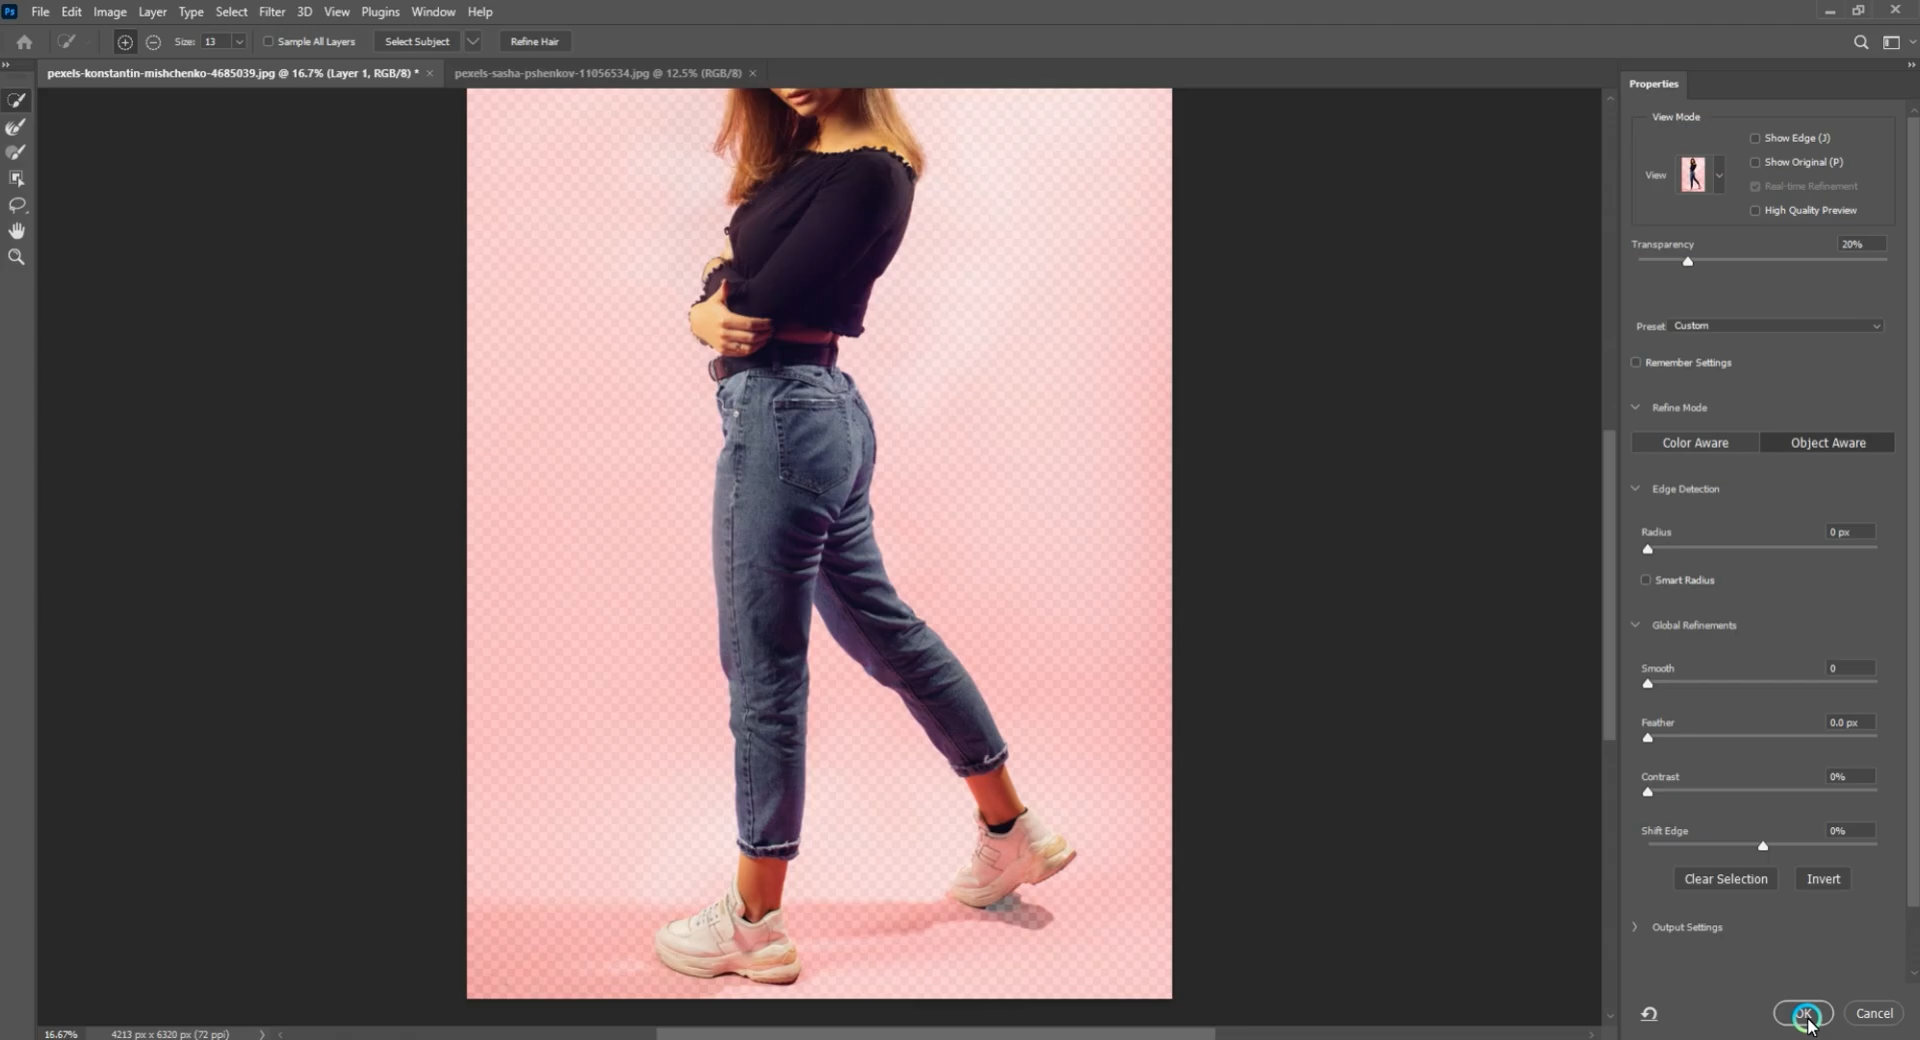 Ps File Edit Image Layer Type Select Filter 3D View Plugins Window Help
Size: 13 Sample All Layers Select Subject Refine Hair
pexels-konstantin-mishchenko-4685039.jpg @ 16.7% (Layer 1, RGB/8) * × pexels-sasha-pshenkov-11056534.jpg @ 12.5% (RGB/8) ×
Properties
View Mode
Show Edge (J)
Show Original (P)
View
Real-time Refinement
High Quality Preview
Transparency 20%
Preset Custom
Remember Settings
Refine Mode
Color Aware Object Aware
Edge Detection
Radius 0 px
Smart Radius
Global Refinements
Smooth 0
Feather 0.0 px
Contrast 0%
Shift Edge 0%
Clear Selection Invert
Output Settings
OK Cancel
16.67% 4213 px x 6320 px (72 ppi)